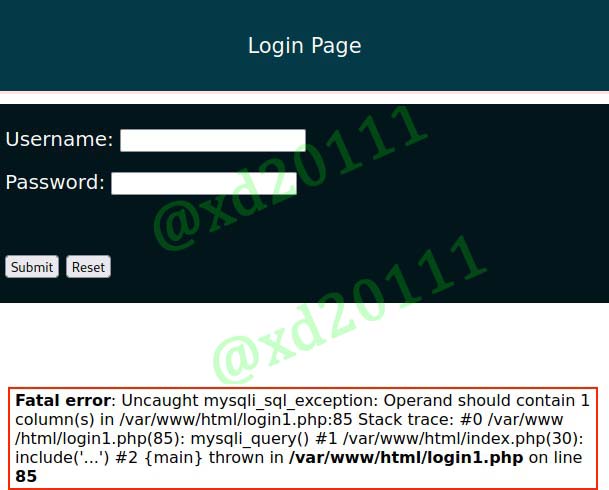 Login Page
Username:
Password:
@xd20111
Submit Reset
@xd20111
Fatal error: Uncaught mysqli_sql_exception: Operand should contain 1
column(s) in /var/www/html/login1.php:85 Stack trace: #0 /var/www
/html/login1.php(85): mysqli_query() #1 /var/www/html/index.php(30):
include('...') #2 {main} thrown in /var/www/html/login1.php on line
85